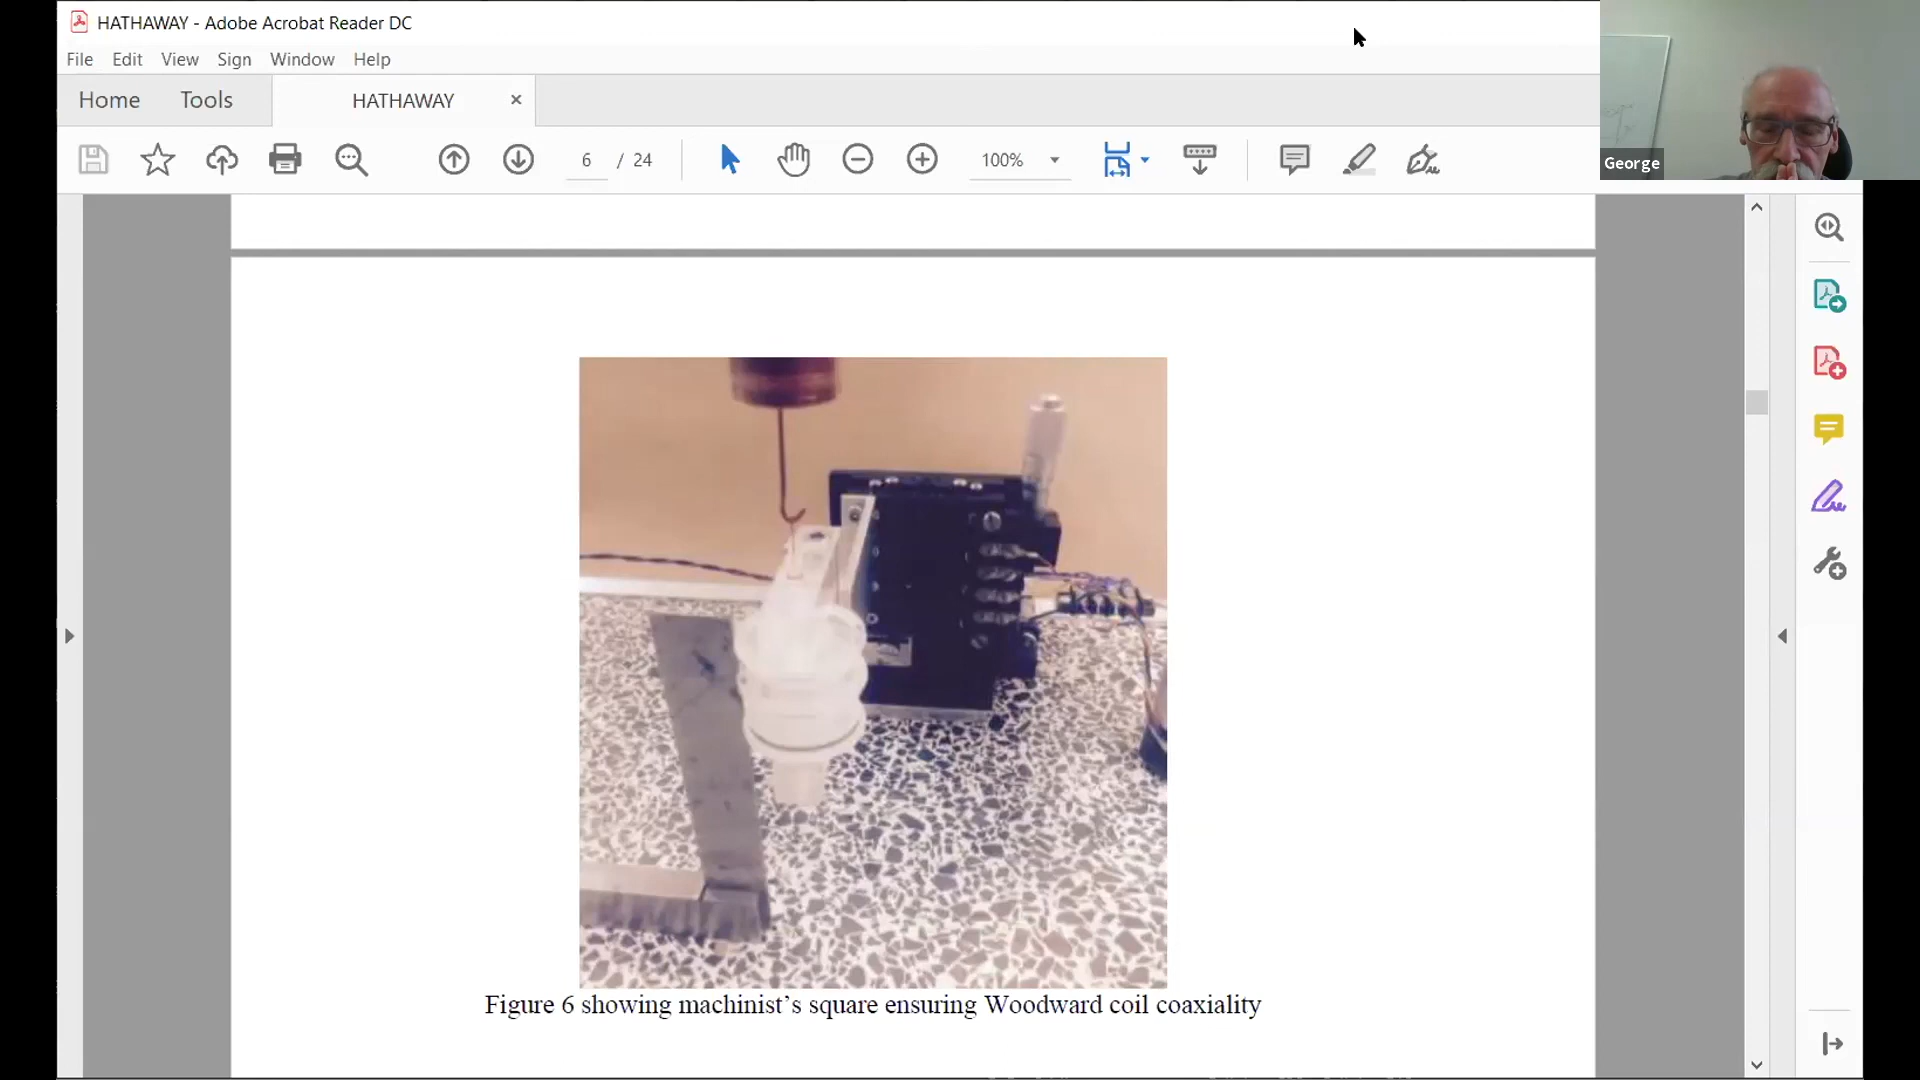 HATHAWAY - Adobe Acrobat Reader DC
File Edit View Sign Window Help
Home Tools HATHAWAY
6 / 24 100%
George
Figure 6 showing machinist’s square ensuring Woodward coil coaxiality